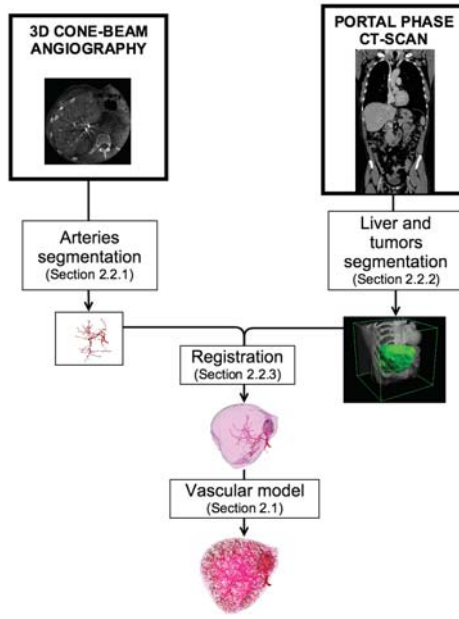 3D CONE-BEAM
ANGIOGRAPHY
PORTAL PHASE
CT-SCAN
Arteries
segmentation
(Section 2.2.1)
Liver and
tumors
segmentation
(Section 2.2.2)
Registration
(Section 2.2.3)
Vascular model
(Section 2.1)